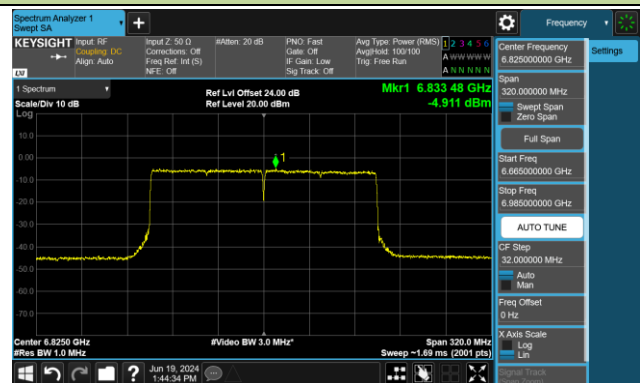 Spectrum Analyzer 1
Swept SA
Frequency
KEYSIGHT
Input: RF
Coupling: DC
Align: Auto
Input Z: 50 Ω
Corrections: Off
Freq Ref: Int (S)
NFE: Off
#Atten: 20 dB
PNO: Fast
Gate: Off
IF Gain: Low
Sig Track: Off
Avg Type: Power (RMS)
Avg|Hold: 100/100
Trig: Free Run
1 2 3 4 5 6
A W W W W W
A N N N N N
LXI
1 Spectrum
Scale/Div 10 dB
Log
Ref Lvl Offset 24.00 dB
Ref Level 20.00 dBm
Mkr1 6.833 48 GHz
-4.911 dBm
10.0
0.00
-10.0
-20.0
-30.0
-40.0
-50.0
-60.0
-70.0
1
Center 6.8250 GHz
#Res BW 1.0 MHz
#Video BW 3.0 MHz*
Span 320.0 MHz
Sweep ~1.69 ms (2001 pts)
Jun 19, 2024
1:44:34 PM
Center Frequency
6.825000000 GHz
Settings
Span
320.000000 MHz
Swept Span
Zero Span
Full Span
Start Freq
6.665000000 GHz
Stop Freq
6.985000000 GHz
AUTO TUNE
CF Step
32.000000 MHz
Auto
Man
Freq Offset
0 Hz
X Axis Scale
Log
Lin
Signal Track